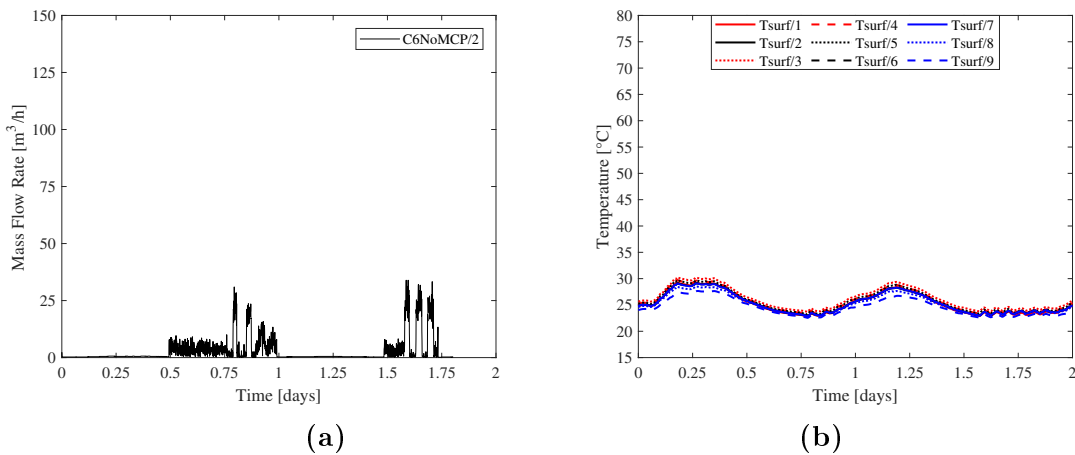 150
125
100
75
50
25
0
Mass Flow Rate [m³/h]
C6NoMCP/2
0 0.25 0.5 0.75 1 1.25 1.5 1.75 2
Time [days]
(a)
80
75
70
65
60
55
50
45
40
35
30
25
20
15
Temperature [°C]
Tsurf/1 Tsurf/4 Tsurf/7
Tsurf/2 Tsurf/5 Tsurf/8
Tsurf/3 Tsurf/6 Tsurf/9
0 0.25 0.5 0.75 1 1.25 1.5 1.75 2
Time [days]
(b)